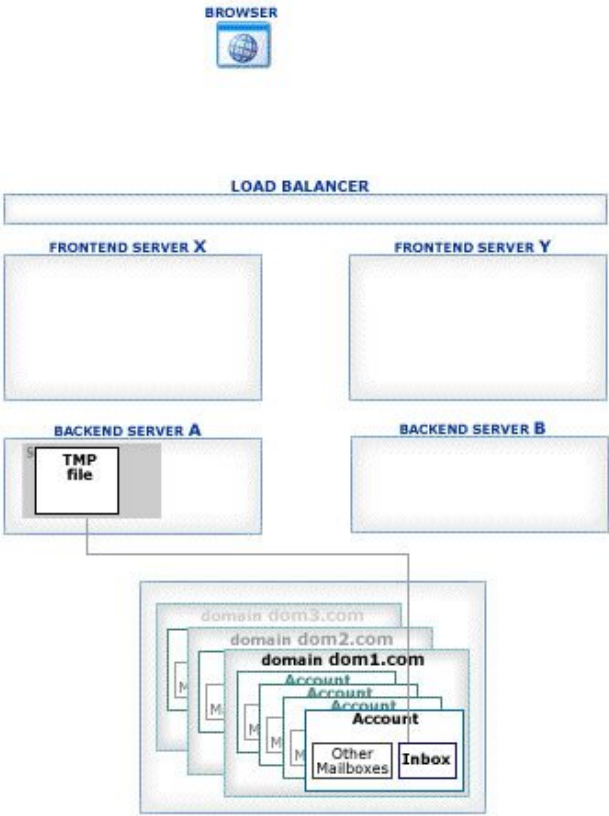 BROWSER
LOAD BALANCER
FRONTEND SERVER X
FRONTEND SERVER Y
BACKEND SERVER A
BACKEND SERVER B
S
TMP
file
domain dom3.com
domain dom2.com
domain dom1.com
Account
Account
Account
Account
M
M
M
M
M
Other
Mailboxes
Inbox